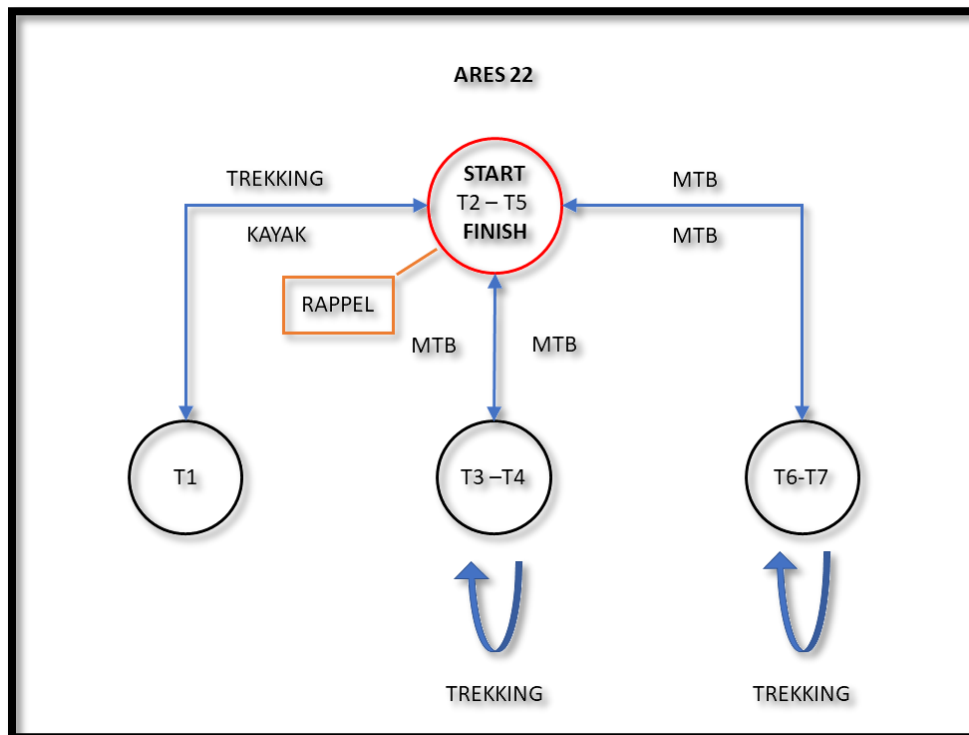 ARES 22
START
T2 – T5
FINISH
TREKKING
KAYAK
MTB
MTB
RAPPEL
MTB
MTB
T1
T3 –T4
T6-T7
TREKKING
TREKKING